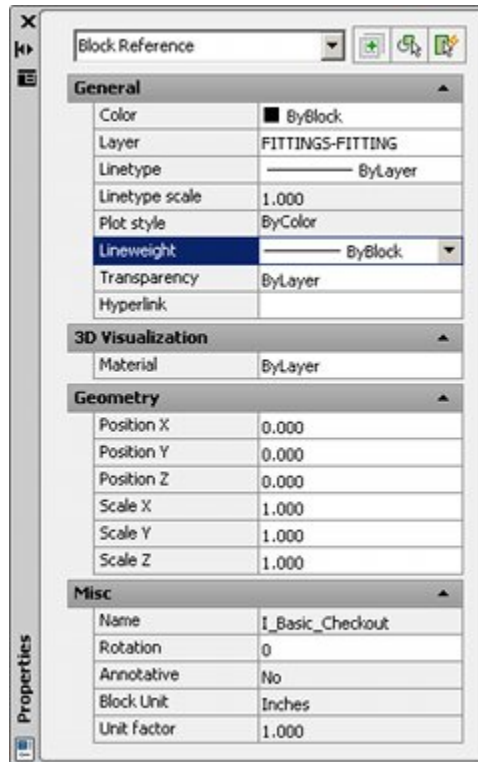 Block Reference
General
Color ByBlock
Layer FITTINGS-FITTING
Linetype ByLayer
Linetype scale 1.000
Plot style ByColor
Lineweight ByBlock
Transparency ByLayer
Hyperlink
3D Visualization
Material ByLayer
Geometry
Position X 0.000
Position Y 0.000
Position Z 0.000
Scale X 1.000
Scale Y 1.000
Scale Z 1.000
Misc
Name I_Basic_Checkout
Rotation 0
Annotative No
Block Unit Inches
Unit factor 1.000
Properties